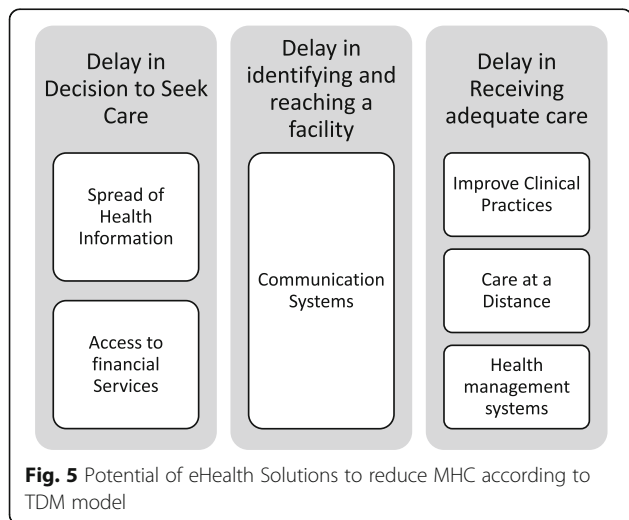 Delay in
Decision to Seek
Care
Spread of
Health
Information
Access to
financial
Services
Delay in
identifying and
reaching a
facility
Communication
Systems
Delay in
Receiving
adequate care
Improve Clinical
Practices
Care at a
Distance
Health
management
systems
Fig. 5 Potential of eHealth Solutions to reduce MHC according to
TDM model